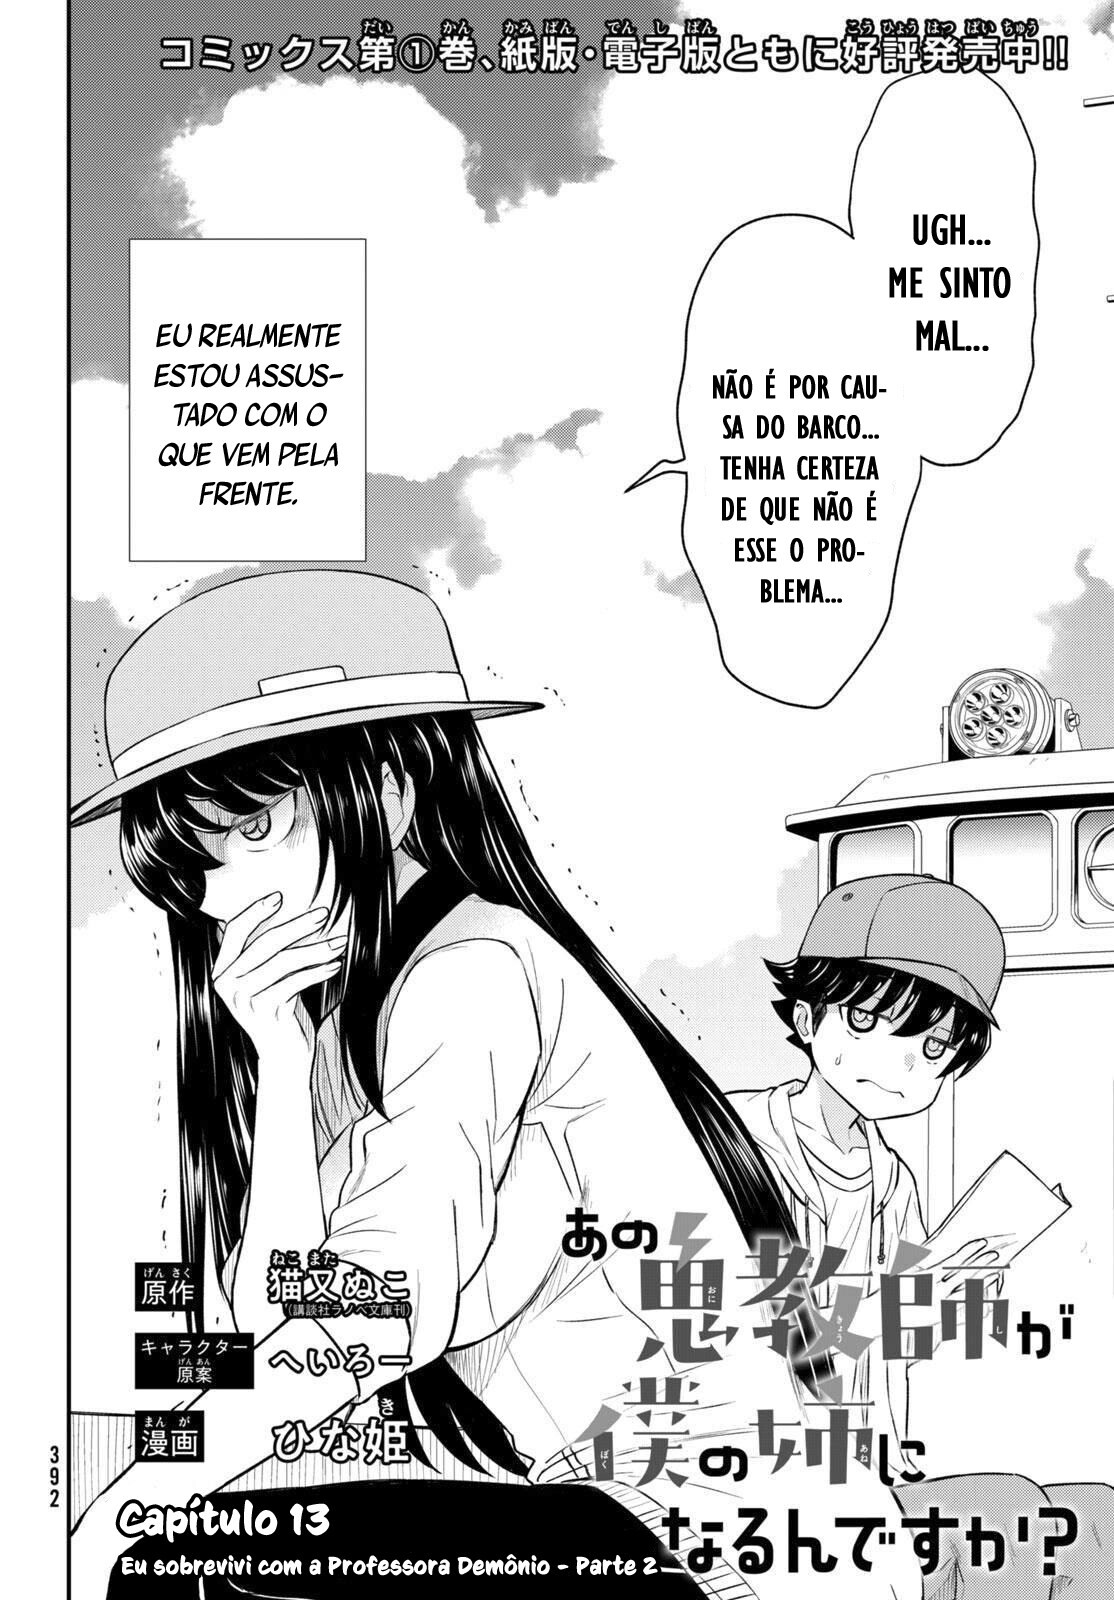 コミックス第①巻、紙版・電子版ともに好評発売中!!
UGH...
ME SINTO
MAL...
NÃO É POR CAU-
SA DO BARCO...
TENHA CERTEZA
DE QUE NÃO É
ESSE O PRO-
BLEMA...
EU REALMENTE
ESTOU ASSUS-
TADO COM O
QUE VEM PELA
FRENTE.
あの鬼教師が
僕の姉に
なるんですか?
原作 猫又ぬこ
(講談社ラノベ文庫刊)
キャラクター原案 へいろー
漫画 ひな姫
392
Capítulo 13
Eu sobrevivi com a Professora Demônio - Parte 2